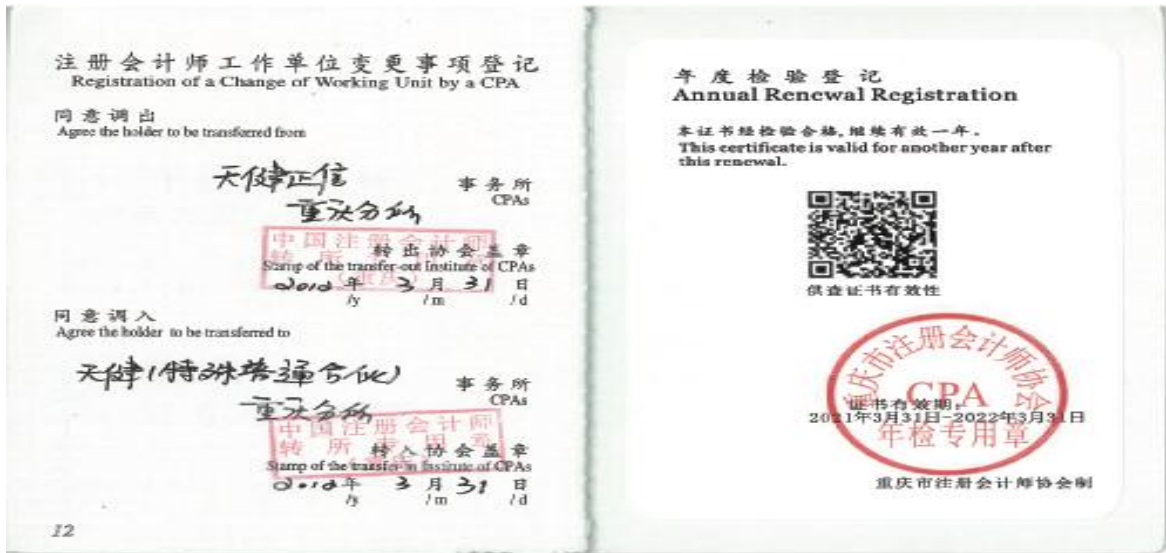 注册会计师工作单位变更事项登记
Registration of a Change of Working Unit by a CPA
同意调出
Agree the holder to be transferred from
天健正信
事务所
CPAs
重庆分所
中国注册会计师
转出协会盖章
Stamp of the transfer-out Institute of CPAs
2012年 3月 31日
/y /m /d
同意调入
Agree the holder to be transferred to
天健(特殊普通合伙)
事务所
CPAs
重庆分所
中国注册会计师
转所专用章
转入协会盖章
Stamp of the transfer-in Institute of CPAs
2012年 3月 31日
/y /m /d
12
年度检验登记
Annual Renewal Registration
本证书经检验合格,继续有效一年。
This certificate is valid for another year after
this renewal.
供查证书有效性
重庆市注册会计师协会
CPA
证书有效期:
2021年3月31日-2022年3月31日
年检专用章
重庆市注册会计师协会制